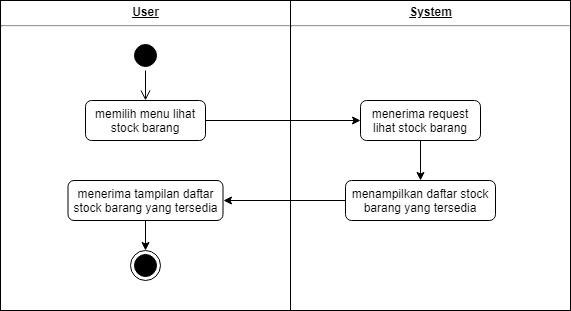 User
System
memilih menu lihat
stock barang
menerima request
lihat stock barang
menerima tampilan daftar
stock barang yang tersedia
menampilkan daftar stock
barang yang tersedia